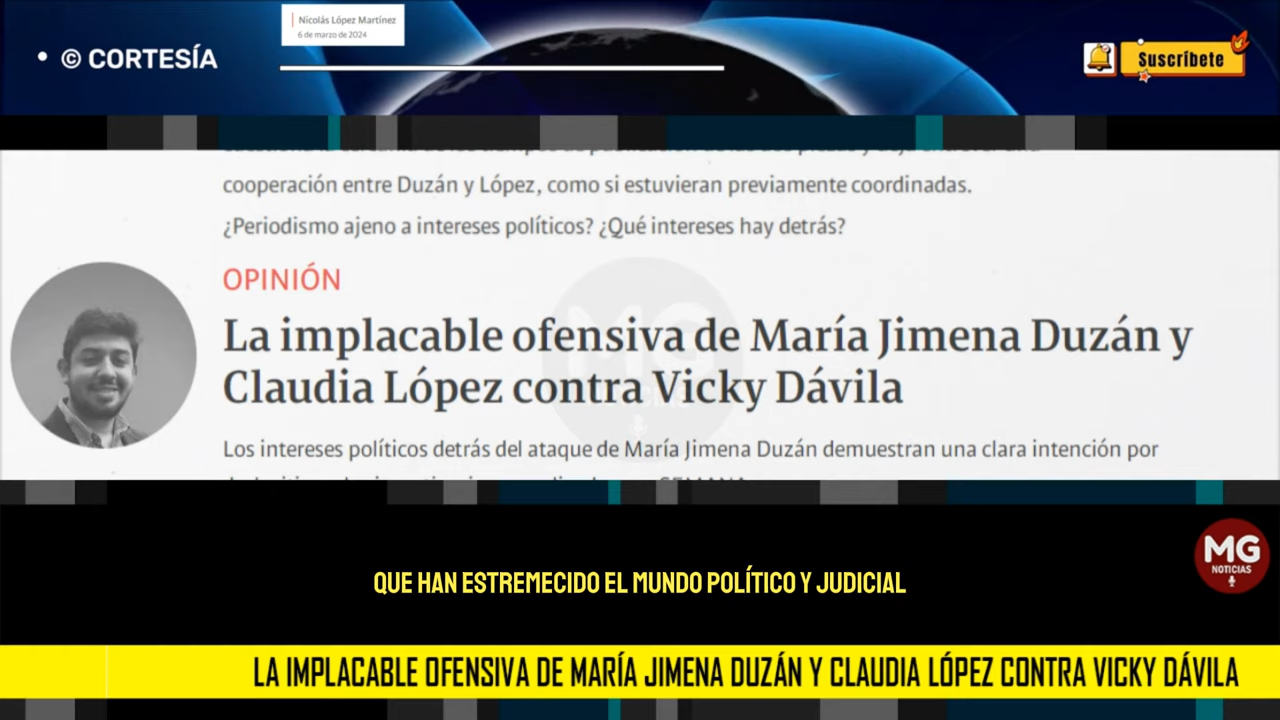 Nicolás López Martínez
6 de marzo de 2024
• © CORTESÍA
Suscríbete
cooperación entre Duzán y López, como si estuvieran previamente coordinadas.
¿Periodismo ajeno a intereses políticos? ¿Qué intereses hay detrás?
OPINIÓN
La implacable ofensiva de María Jimena Duzán y
Claudia López contra Vicky Dávila
Los intereses políticos detrás del ataque de María Jimena Duzán demuestran una clara intención por
MG
NOTICIAS
QUE HAN ESTREMECIDO EL MUNDO POLÍTICO Y JUDICIAL
LA IMPLACABLE OFENSIVA DE MARÍA JIMENA DUZÁN Y CLAUDIA LÓPEZ CONTRA VICKY DÁVILA